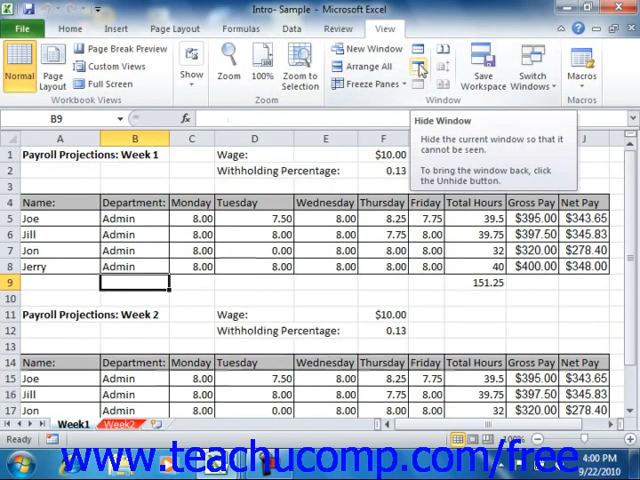 Intro- Sample - Microsoft Excel
File Home Insert Page Layout Formulas Data Review View
Normal
Page Layout
Page Break Preview
Custom Views
Full Screen
Workbook Views
Show
Zoom
100%
Zoom to Selection
Zoom
New Window
Arrange All
Freeze Panes
Save Workspace
Switch Windows
Window
Macros
Macros
B9 fx
Hide Window
Hide the current window so that it
cannot be seen.
To bring the window back, click
the Unhide button.
A B C D E F J
1 Payroll Projections: Week 1 Wage: $10.00
2 Withholding Percentage: 0.13
3
4 Name: Department: Monday Tuesday Wednesday Thursday Friday Total Hours Gross Pay Net Pay
5 Joe Admin 8.00 7.50 8.00 8.25 7.75 39.5 $395.00 $343.65
6 Jill Admin 8.00 8.00 8.00 7.75 8.00 39.75 $397.50 $345.83
7 Jon Admin 8.00 0.00 8.00 8.00 8.00 32 $320.00 $278.40
8 Jerry Admin 8.00 8.00 8.00 8.00 8.00 40 $400.00 $348.00
9 151.25
10
11 Payroll Projections: Week 2 Wage: $10.00
12 Withholding Percentage: 0.13
13
14 Name: Department: Monday Tuesday Wednesday Thursday Friday Total Hours Gross Pay Net Pay
15 Joe Admin 8.00 7.50 8.00 8.25 7.75 39.5 $395.00 $343.65
16 Jill Admin 8.00 8.00 8.00 7.75 8.00 39.75 $397.50 $345.83
17 Jon Admin 8.00 0.00 8.00 8.00 8.00 32 $320.00 $278.40
Week1 Week2
Ready 100%
www.teachucomp.com/free
4:00 PM
9/22/2010